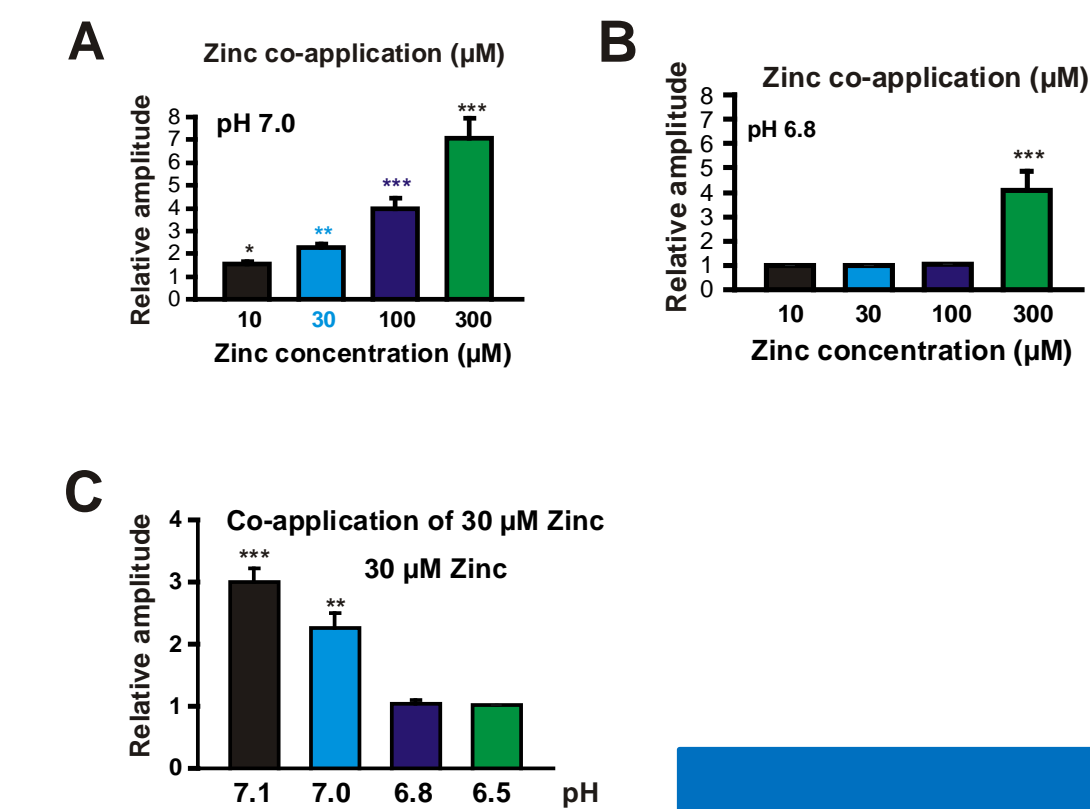 A
Zinc co-application (µM)
Relative amplitude
8
7
6
5
4
3
2
1
0
pH 7.0
*
**
***
***
10 30 100 300
Zinc concentration (µM)
B
Zinc co-application (µM)
Relative amplitude
8
7
6
5
4
3
2
1
0
pH 6.8
***
10 30 100 300
Zinc concentration (µM)
C
Co-application of 30 µM Zinc
30 µM Zinc
Relative amplitude
4
3
2
1
0
***
**
7.1 7.0 6.8 6.5 pH